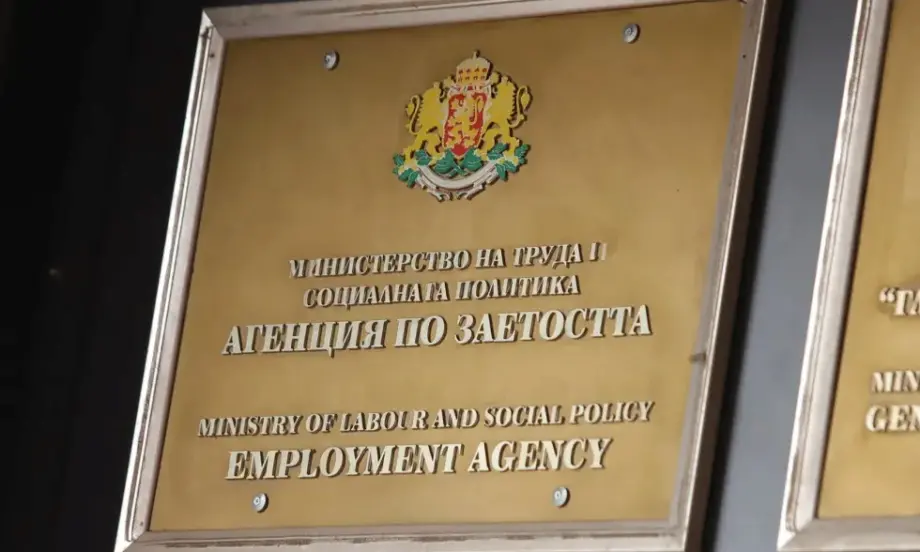 МИНИСТЕРСТВО НА ТРУДА И
СОЦИАЛНАТА ПОЛИТИКА
АГЕНЦИЯ ПО ЗАЕТОСТТА
MINISTRY OF LABOUR AND SOCIAL POLICY
EMPLOYMENT AGENCY